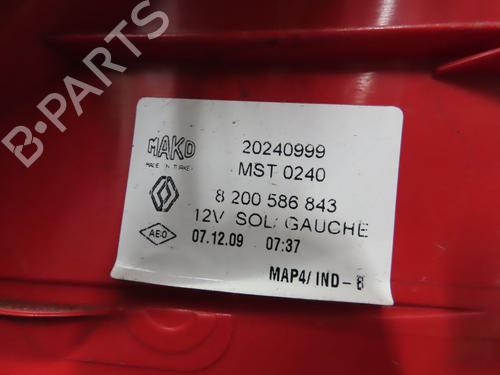 B-PARTS
MAKO
MADE IN TURKEY
20240999
MST 0240
8 200 586 843
12V SOL/GAUCHE
AEO
07.12.09 07:37
MAP4/ IND-B